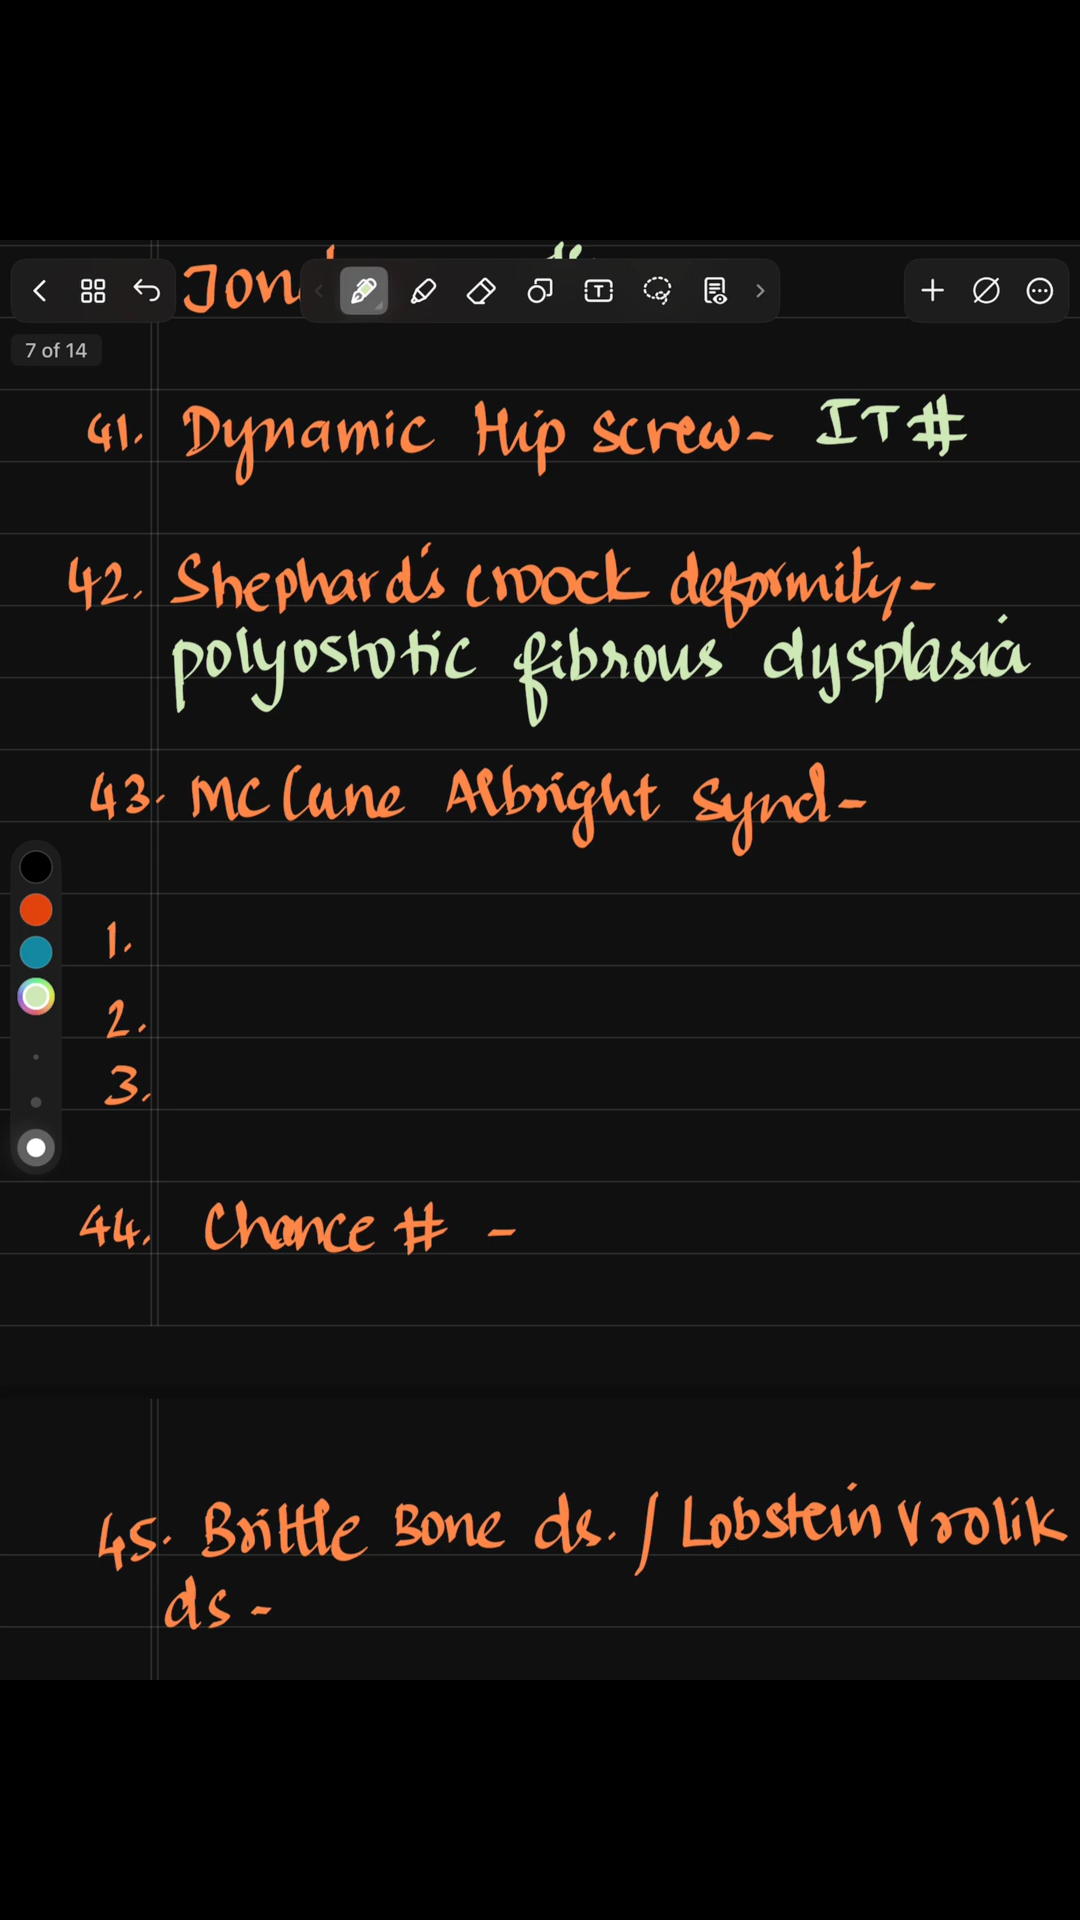 Jon
7 of 14
41. Dynamic Hip screw- IT#
42. Shephard's crook deformity-
polyostotic fibrous dysplasia
43. MC Cune Albright Synd-
1.
2.
3.
44. Chance # -
45. Brittle Bone ds. / Lobstein Vrolik
ds -